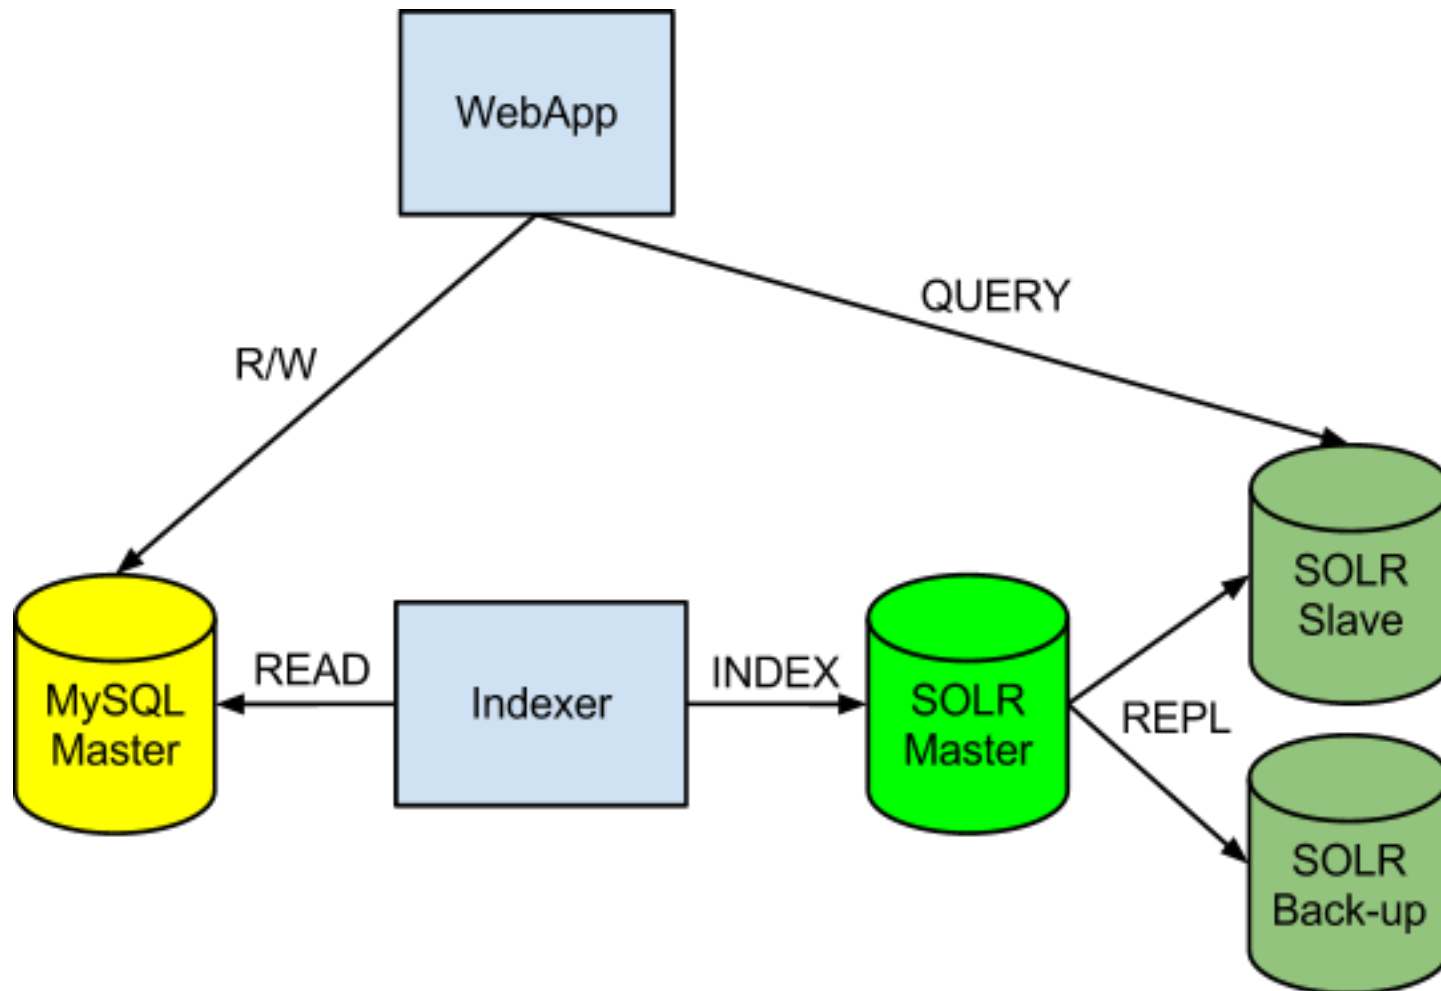 WebApp
QUERY
R/W
SOLR
Slave
READ
INDEX
MySQL
Master
Indexer
SOLR
Master
REPL
SOLR
Back-up